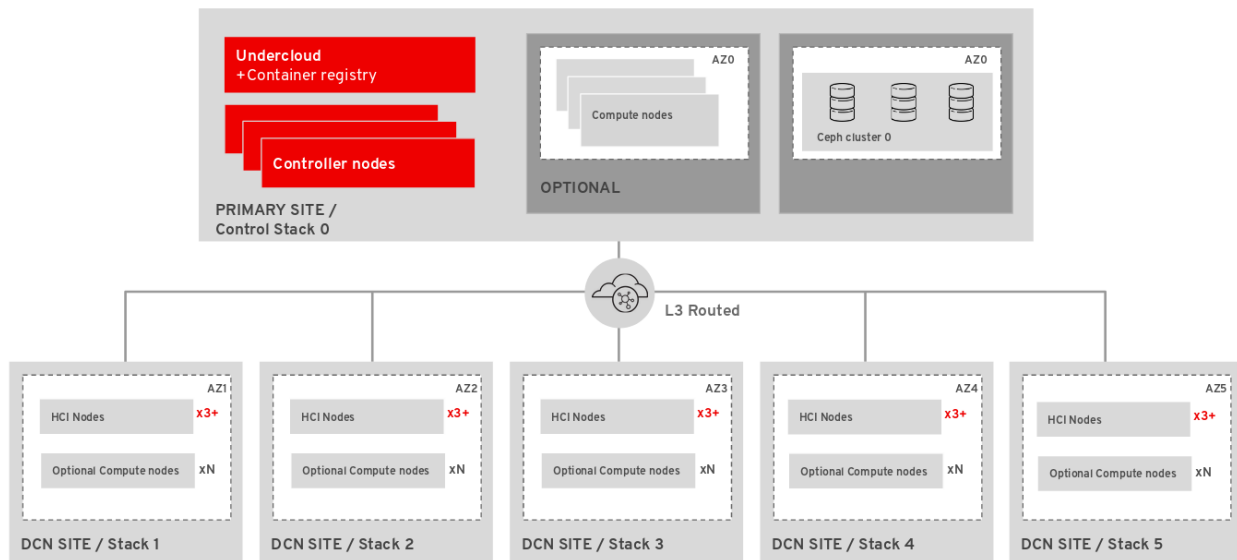 Undercloud
+Container registry
Controller nodes
PRIMARY SITE /
Control Stack 0
AZ0
Compute nodes
OPTIONAL
AZ0
Ceph cluster 0
L3 Routed
AZ1
HCI Nodes
x3+
Optional Compute nodes
xN
DCN SITE / Stack 1
AZ2
HCI Nodes
x3+
Optional Compute nodes
xN
DCN SITE / Stack 2
AZ3
HCI Nodes
x3+
Optional Compute nodes
xN
DCN SITE / Stack 3
AZ4
HCI Nodes
x3+
Optional Compute nodes
xN
DCN SITE / Stack 4
AZ5
HCI Nodes
x3+
Optional Compute nodes
xN
DCN SITE / Stack 5